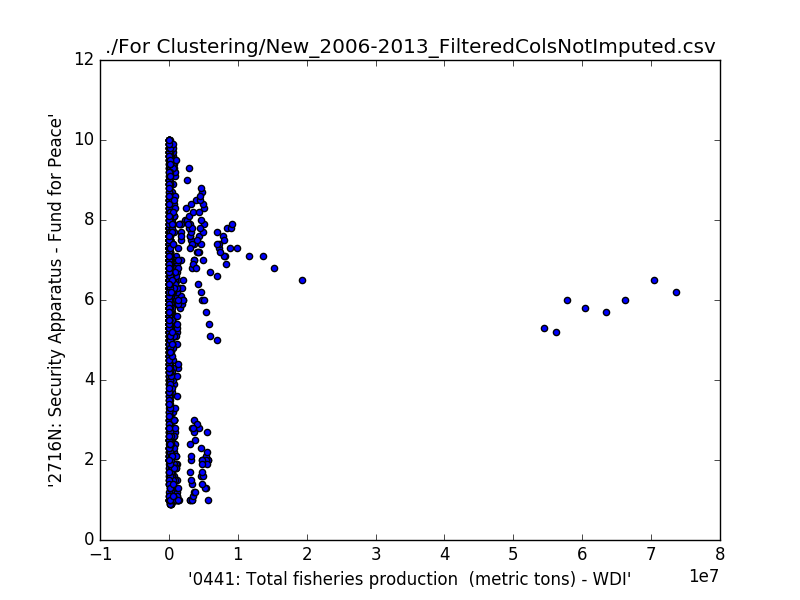 ./For Clustering/New_2006-2013_FilteredColsNotImputed.csv
12
10
8
6
4
2
0
'2716N: Security Apparatus - Fund for Peace'
−1 0 1 2 3 4 5 6 7 8
1e7
'0441: Total fisheries production  (metric tons) - WDI'